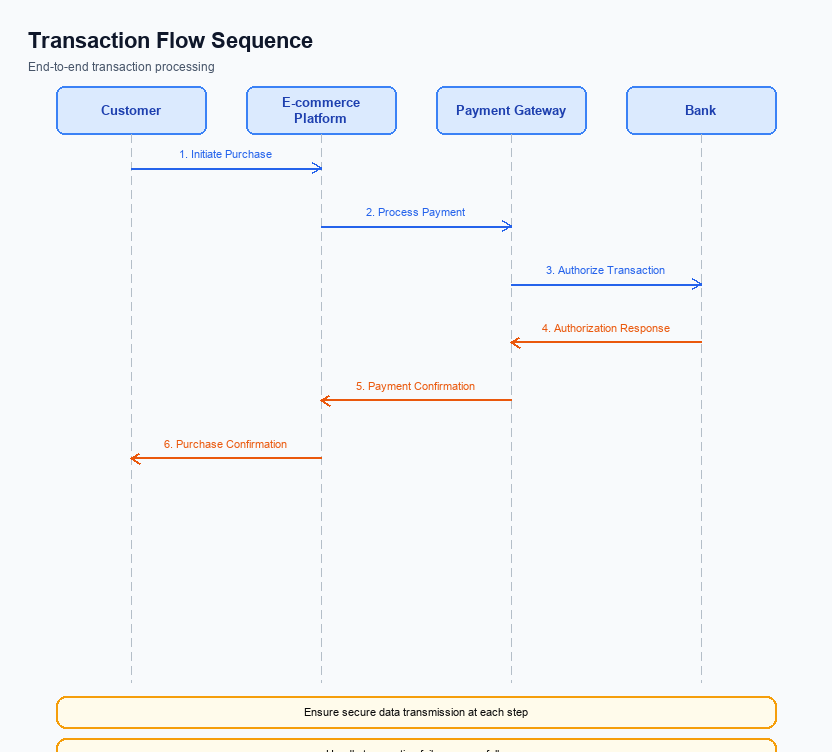 Transaction Flow Sequence
End-to-end transaction processing
Customer
E-commerce
Platform
Payment Gateway
Bank
1. Initiate Purchase
2. Process Payment
3. Authorize Transaction
4. Authorization Response
5. Payment Confirmation
6. Purchase Confirmation
Ensure secure data transmission at each step